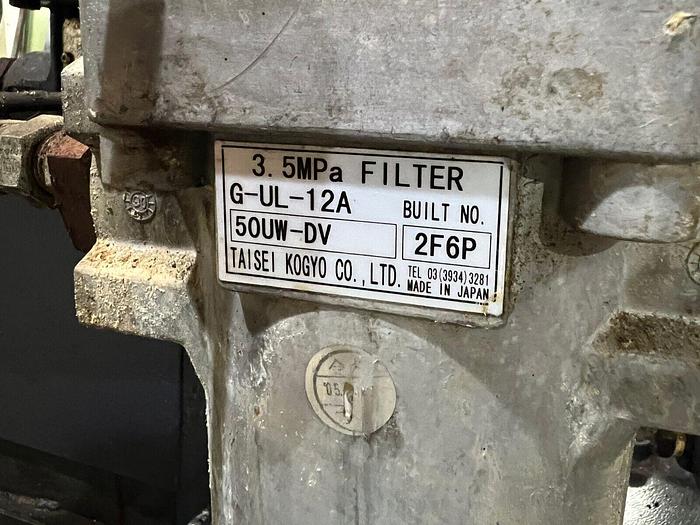 3.5MPa FILTER
G-UL-12A
BUILT NO.
50UW-DV
2F6P
TAISEI KOGYO CO.,LTD.
TEL 03(3934)3281
MADE IN JAPAN